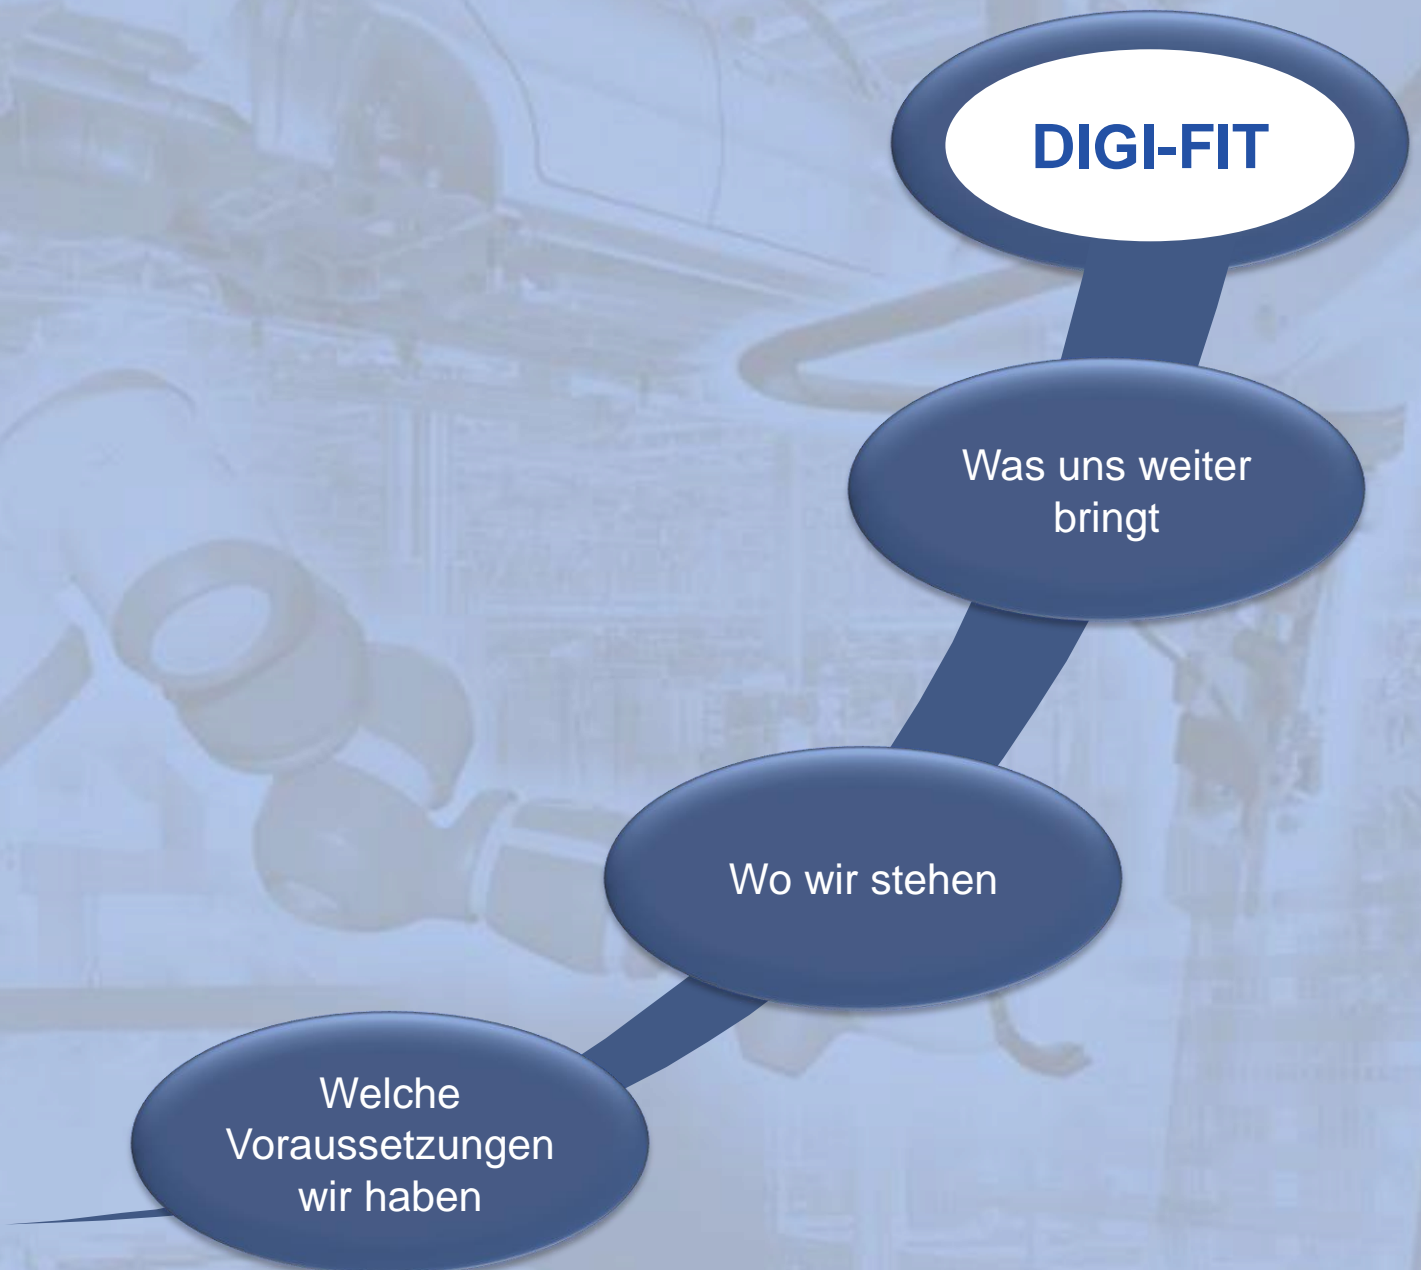 DIGI-FIT
Was uns weiter
bringt
Wo wir stehen
Welche
Voraussetzungen
wir haben